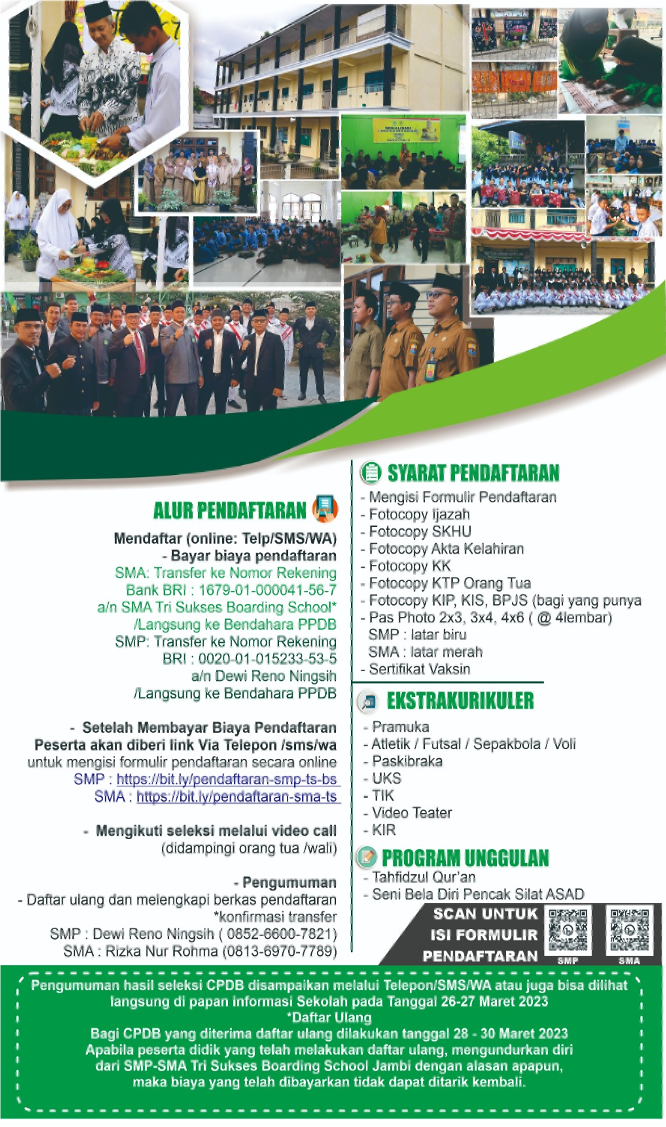 ALUR PENDAFTARAN
Mendaftar (online: Telp/SMS/WA)
- Bayar biaya pendaftaran
SMA: Transfer ke Nomor Rekening
Bank BRI : 1679-01-000041-56-7
a/n SMA Tri Sukses Boarding School*
/Langsung ke Bendahara PPDB
SMP: Transfer ke Nomor Rekening
BRI : 0020-01-015233-53-5
a/n Dewi Reno Ningsih
/Langsung ke Bendahara PPDB
- Setelah Membayar Biaya Pendaftaran
Peserta akan diberi link Via Telepon /sms/wa
untuk mengisi formulir pendaftaran secara online
SMP : https://bit.ly/pendaftaran-smp-ts-bs
SMA : https://bit.ly/pendaftaran-sma-ts
- Mengikuti seleksi melalui video call
(didampingi orang tua /wali)
- Pengumuman
- Daftar ulang dan melengkapi berkas pendaftaran
*konfirmasi transfer
SMP : Dewi Reno Ningsih ( 0852-6600-7821)
SMA : Rizka Nur Rohma (0813-6970-7789)
SYARAT PENDAFTARAN
- Mengisi Formulir Pendaftaran
- Fotocopy Ijazah
- Fotocopy SKHU
- Fotocopy Akta Kelahiran
- Fotocopy KK
- Fotocopy KTP Orang Tua
- Fotocopy KIP, KIS, BPJS (bagi yang punya
- Pas Photo 2x3, 3x4, 4x6 ( @ 4lembar)
SMP : latar biru
SMA : latar merah
- Sertifikat Vaksin
EKSTRAKURIKULER
- Pramuka
- Atletik / Futsal / Sepakbola / Voli
- Paskibraka
- UKS
- TIK
- Video Teater
- KIR
PROGRAM UNGGULAN
- Tahfidzul Qur'an
- Seni Bela Diri Pencak Silat ASAD
SCAN UNTUK
ISI FORMULIR
PENDAFTARAN
SMP
SMA
Pengumuman hasil seleksi CPDB disampaikan melalui Telepon/SMS/WA atau juga bisa dilihat
langsung di papan informasi Sekolah pada Tanggal 26-27 Maret 2023
*Daftar Ulang
Bagi CPDB yang diterima daftar ulang dilakukan tanggal 28 - 30 Maret 2023
Apabila peserta didik yang telah melakukan daftar ulang, mengundurkan diri
dari SMP-SMA Tri Sukses Boarding School Jambi dengan alasan apapun,
maka biaya yang telah dibayarkan tidak dapat ditarik kembali.